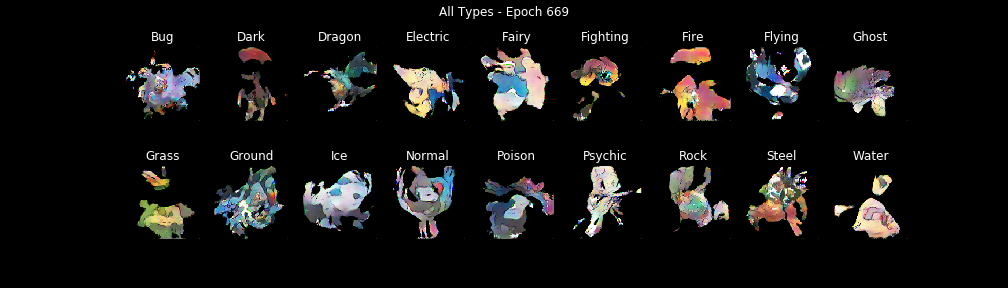 All Types - Epoch 669
Bug Dark Dragon Electric Fairy Fighting Fire Flying Ghost
Grass Ground Ice Normal Poison Psychic Rock Steel Water